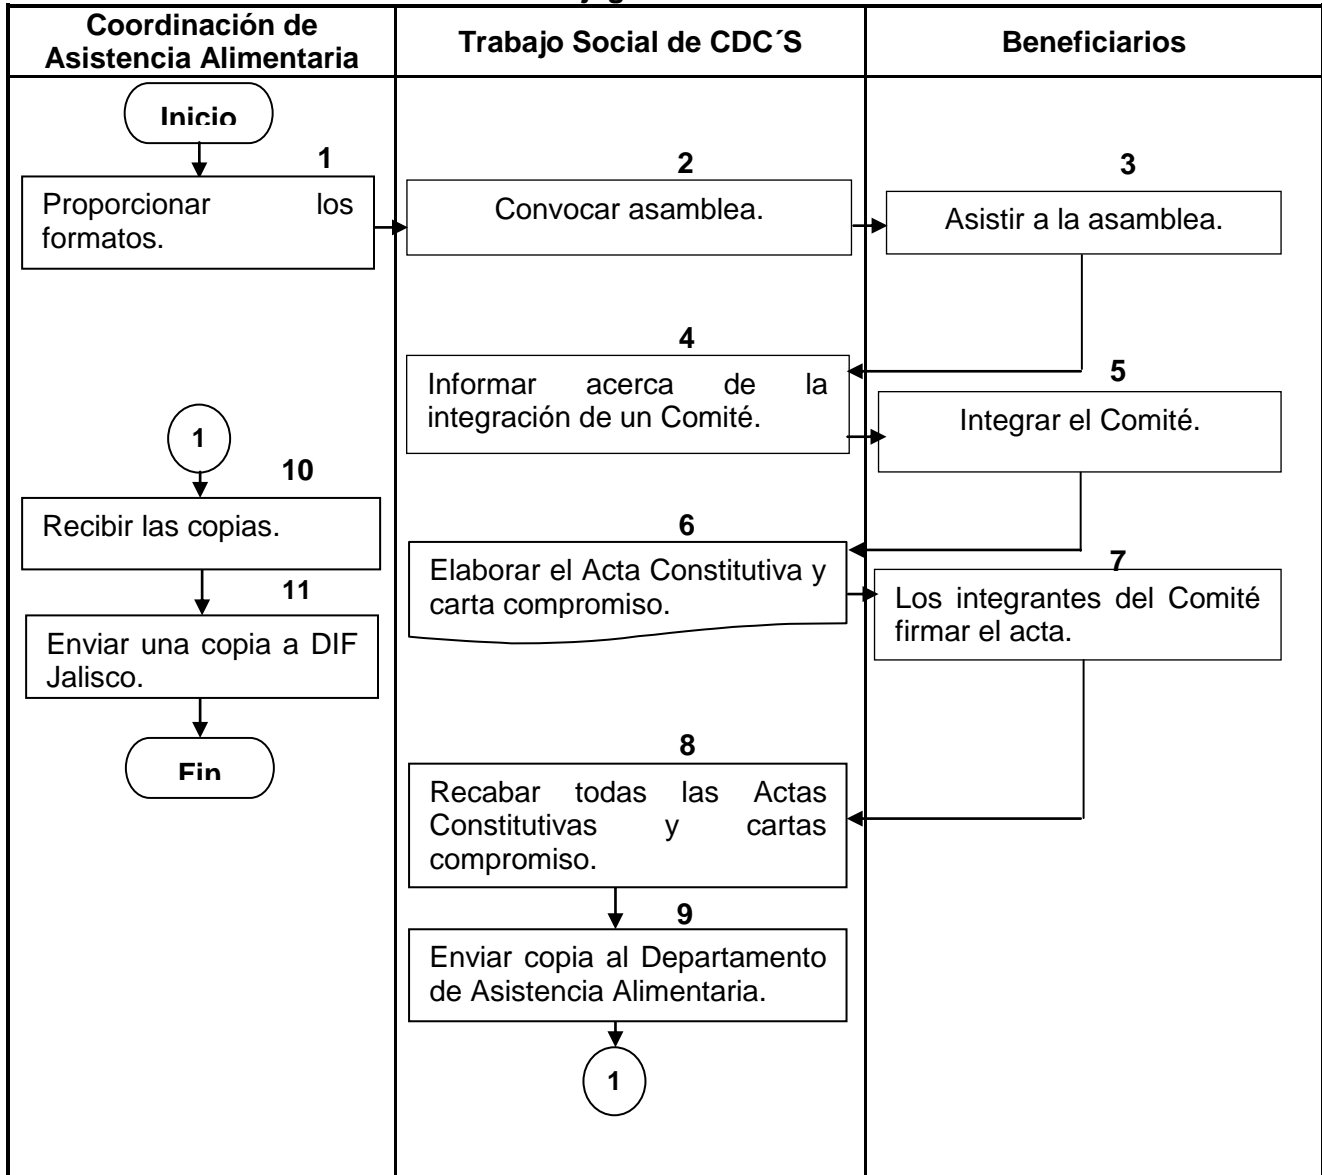 Coordinación de
Asistencia Alimentaria
Trabajo Social de CDC´S
Beneficiarios
Inicio
1
Proporcionar los
formatos.
2
Convocar asamblea.
3
Asistir a la asamblea.
4
Informar acerca de la
integración de un Comité.
5
Integrar el Comité.
6
Elaborar el Acta Constitutiva y
carta compromiso.
7
Los integrantes del Comité
firmar el acta.
8
Recabar todas las Actas
Constitutivas y cartas
compromiso.
9
Enviar copia al Departamento
de Asistencia Alimentaria.
1
1
10
Recibir las copias.
11
Enviar una copia a DIF
Jalisco.
Fin